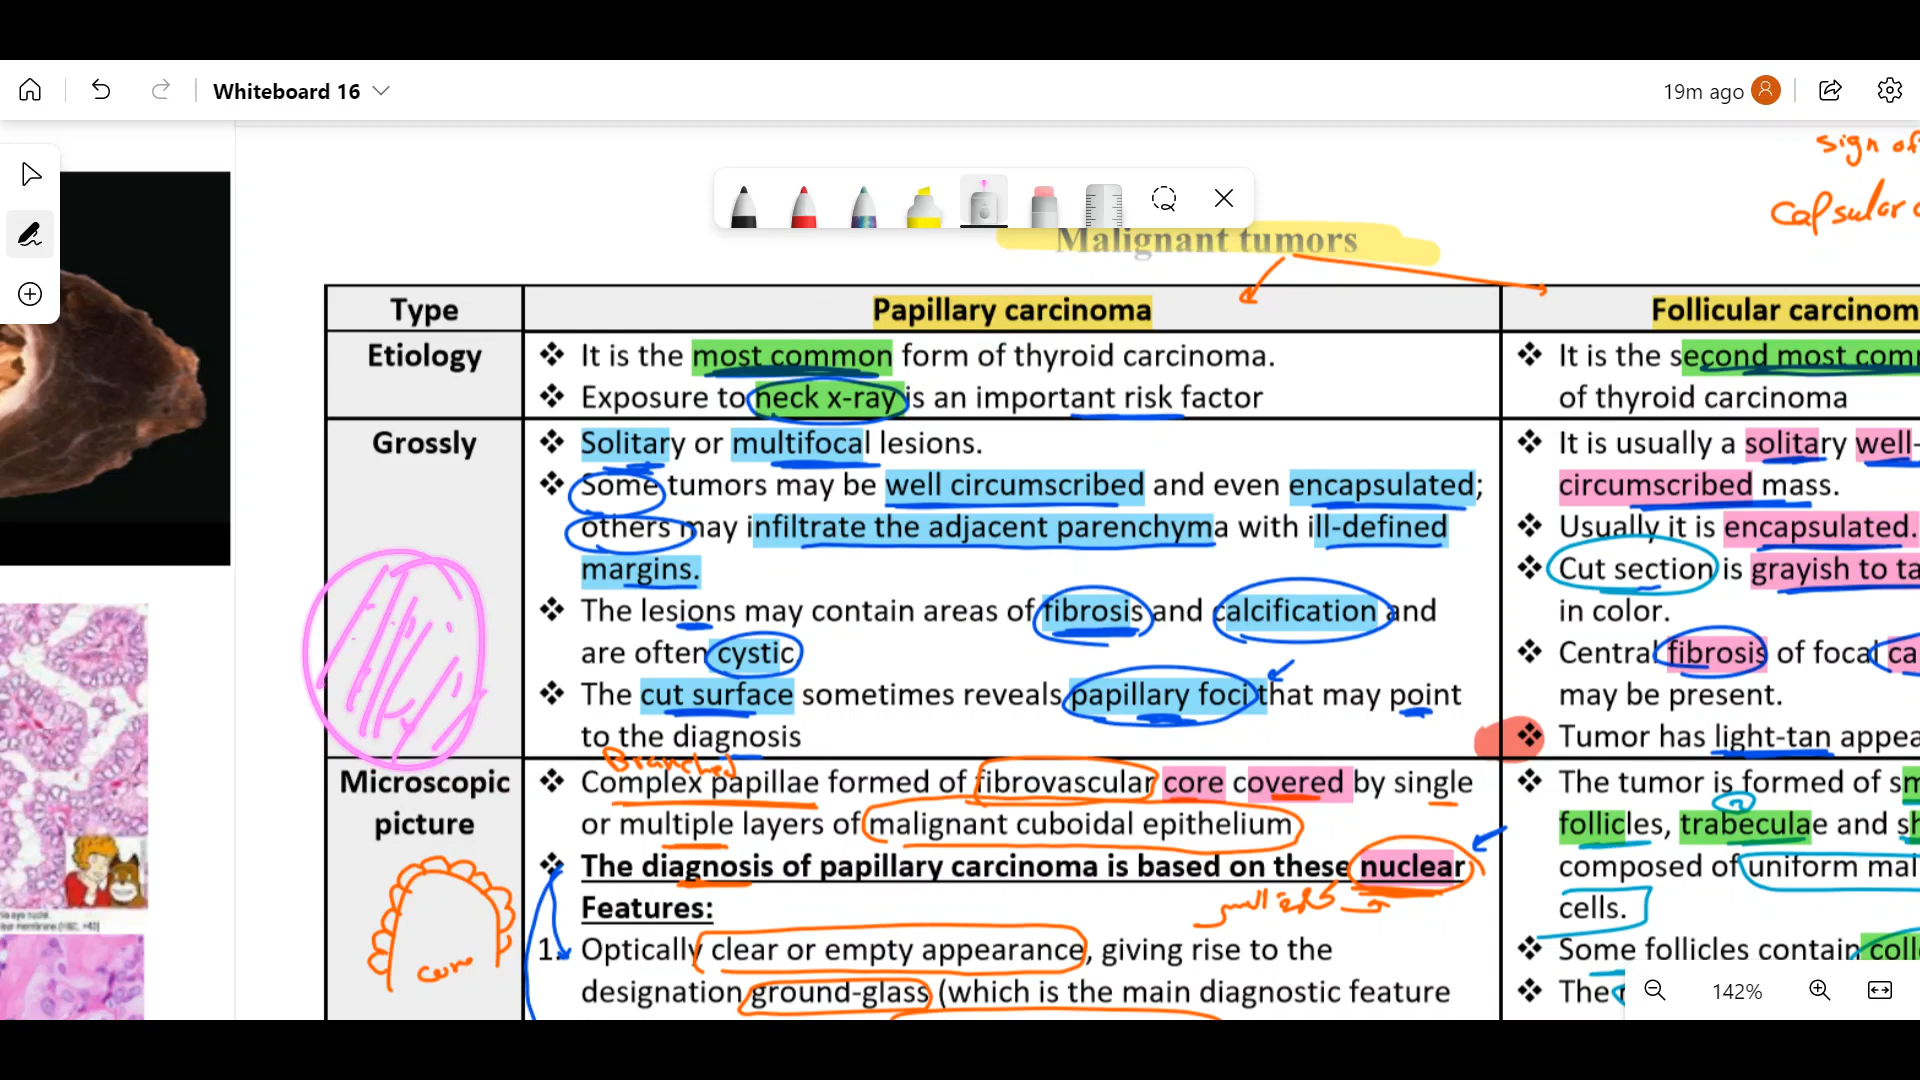 Whiteboard 16
19m ago
sign of
capsular
Malignant tumors
Type
Papillary carcinoma
Follicular carcinom
Etiology
❖ It is the most common form of thyroid carcinoma.
❖ Exposure to neck x-ray is an important risk factor
❖ It is the second most com
of thyroid carcinoma
Grossly
❖ Solitary or multifocal lesions.
❖ Some tumors may be well circumscribed and even encapsulated;
others may infiltrate the adjacent parenchyma with ill-defined
margins.
❖ The lesions may contain areas of fibrosis and calcification and
are often cystic
❖ The cut surface sometimes reveals papillary foci that may point
to the diagnosis
❖ It is usually a solitary well-
circumscribed mass.
❖ Usually it is encapsulated.
❖ Cut section is grayish to ta
in color.
❖ Central fibrosis of focal ca
may be present.
❖ Tumor has light-tan appea
Branched
Microscopic
picture
core
❖ Complex papillae formed of fibrovascular core covered by single
or multiple layers of malignant cuboidal epithelium
❖ The diagnosis of papillary carcinoma is based on these nuclear
Features:
1. Optically clear or empty appearance, giving rise to the
designation ground-glass (which is the main diagnostic feature
❖ The tumor is formed of sm
follicles, trabeculae and sh
composed of uniform mal
cells.
❖ Some follicles contain coll
❖ The
142%